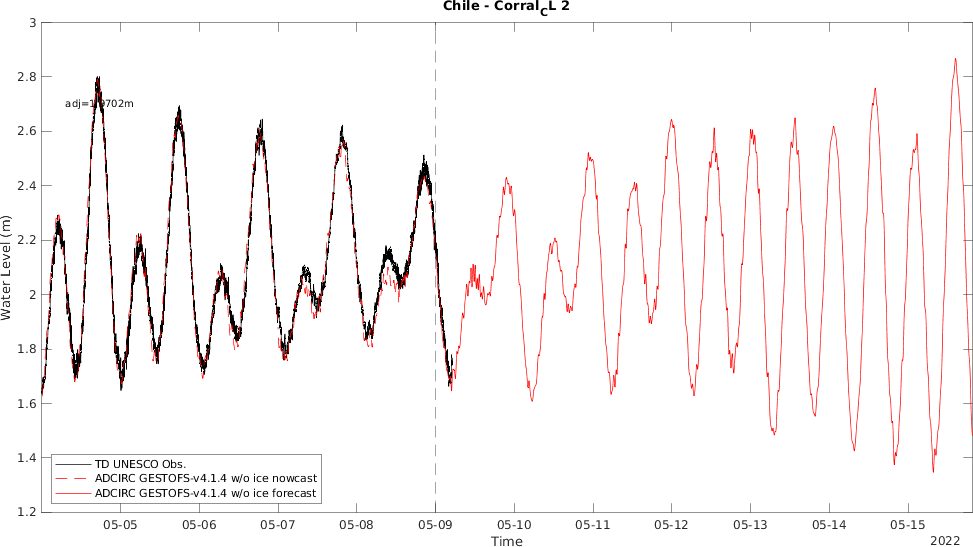 Chile - Corral_CL 2
3
2.8
adj=1.0702m
2.6
2.4
2.2
2
1.8
1.6
1.4
1.2
Water Level (m)
TD UNESCO Obs.
ADCIRC GESTOFS-v4.1.4 w/o ice nowcast
ADCIRC GESTOFS-v4.1.4 w/o ice forecast
05-05 05-06 05-07 05-08 05-09 05-10 05-11 05-12 05-13 05-14 05-15
Time
2022